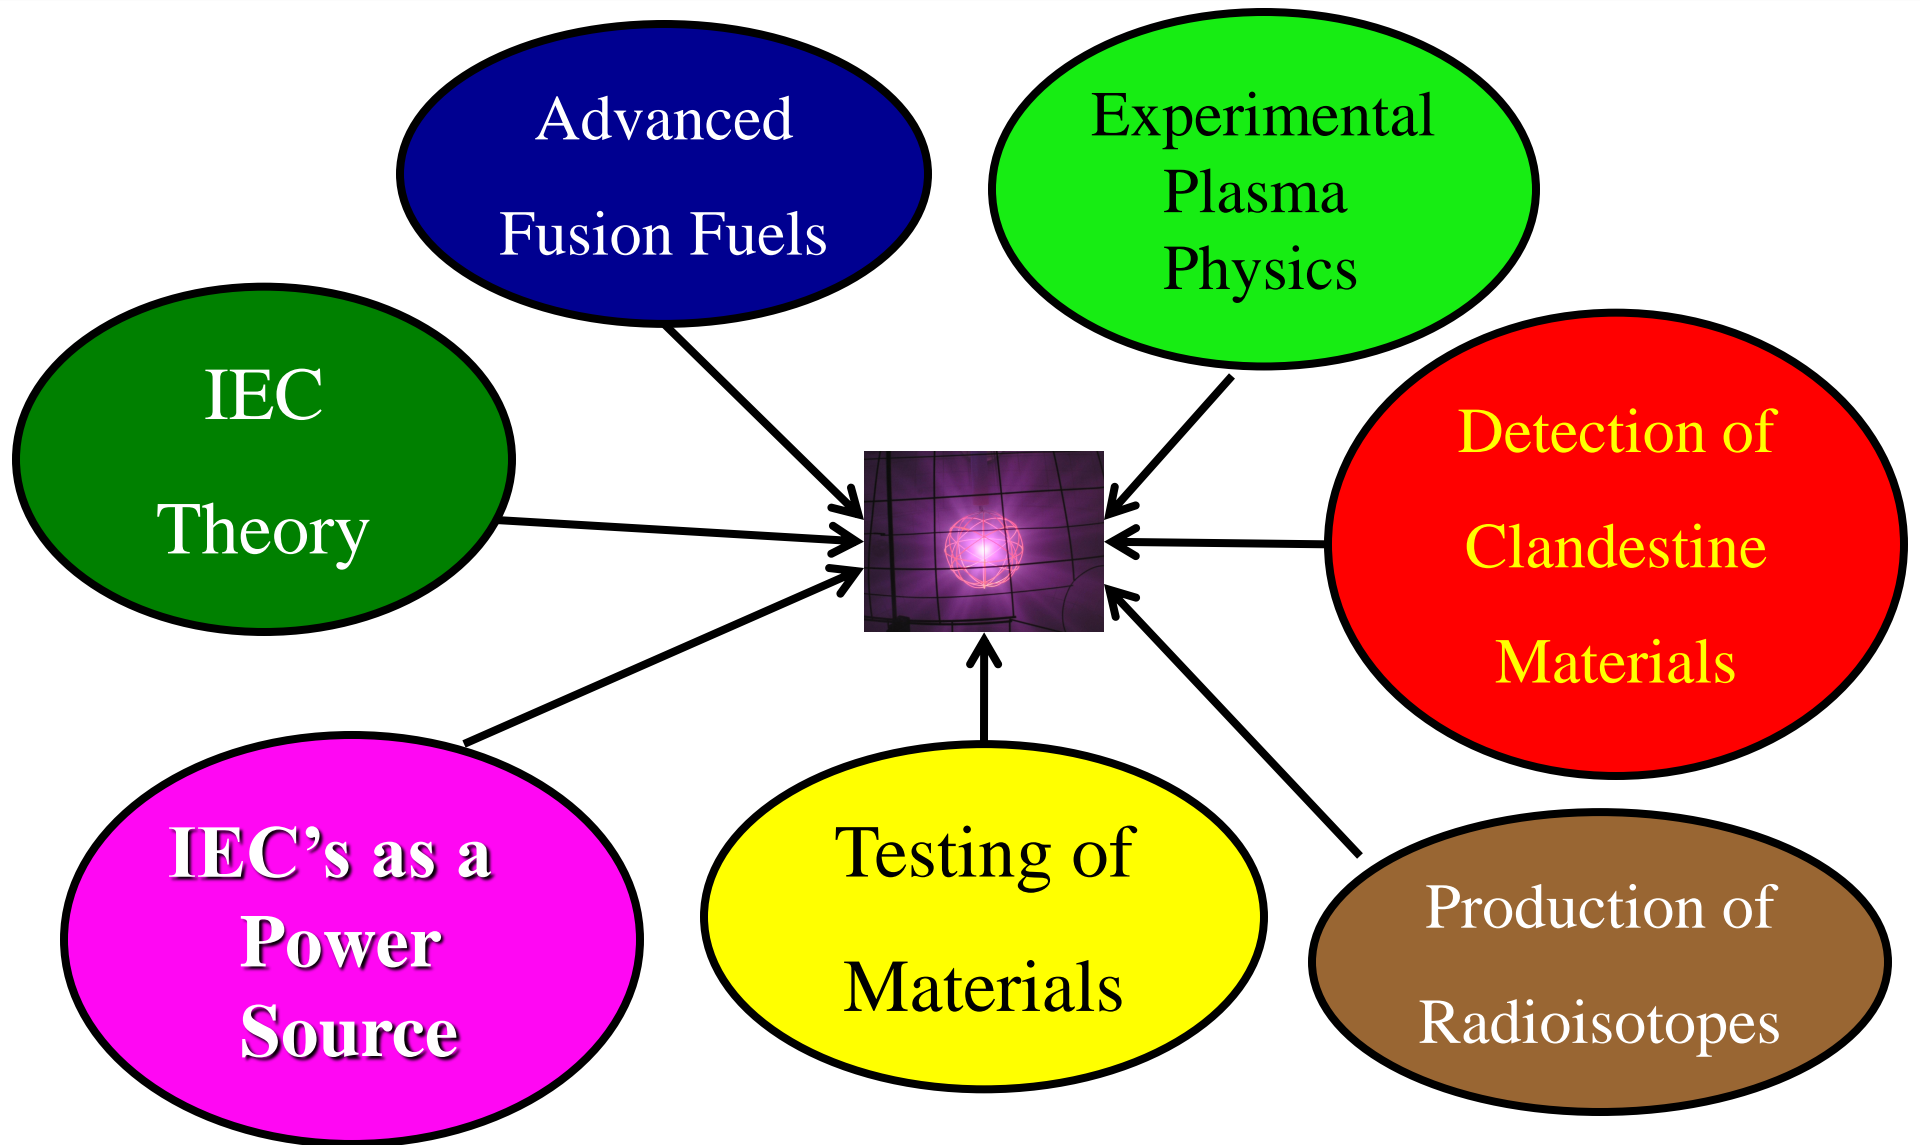 Advanced
Fusion Fuels
Experimental
Plasma
Physics
IEC
Theory
Detection of
Clandestine
Materials
IEC’s as a
Power
Source
Testing of
Materials
Production of
Radioisotopes